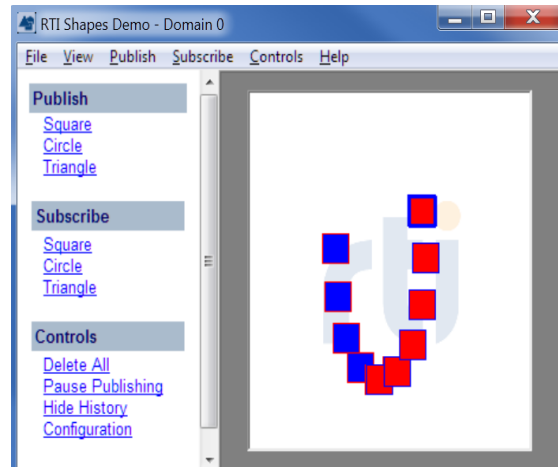 RTI Shapes Demo - Domain 0
File View Publish Subscribe Controls Help
Publish
Square
Circle
Triangle
Subscribe
Square
Circle
Triangle
Controls
Delete All
Pause Publishing
Hide History
Configuration
rti